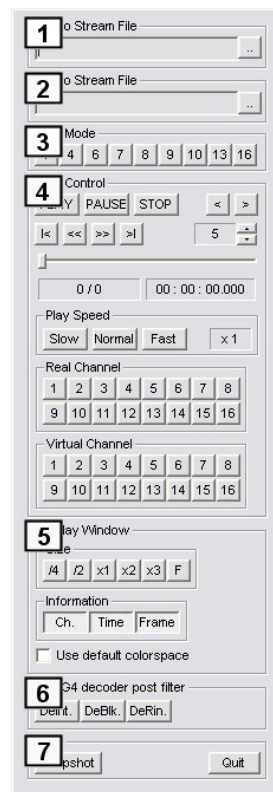 1
o Stream File
..
2
o Stream File
..
3
Mode
4 6 7 8 9 10 13 16
4
Control
PAUSE STOP < >
|< << >> >| 5
0 / 0 00 : 00 : 00.000
Play Speed
Slow Normal Fast x 1
Real Channel
1 2 3 4 5 6 7 8
9 10 11 12 13 14 15 16
Virtual Channel
1 2 3 4 5 6 7 8
9 10 11 12 13 14 15 16
5
lay Window
/4 /2 x1 x2 x3 F
Information
Ch. Time Frame
Use default colorspace
6
G4 decoder post filter
DeInt. DeBlk. DeRin.
7
pshot Quit